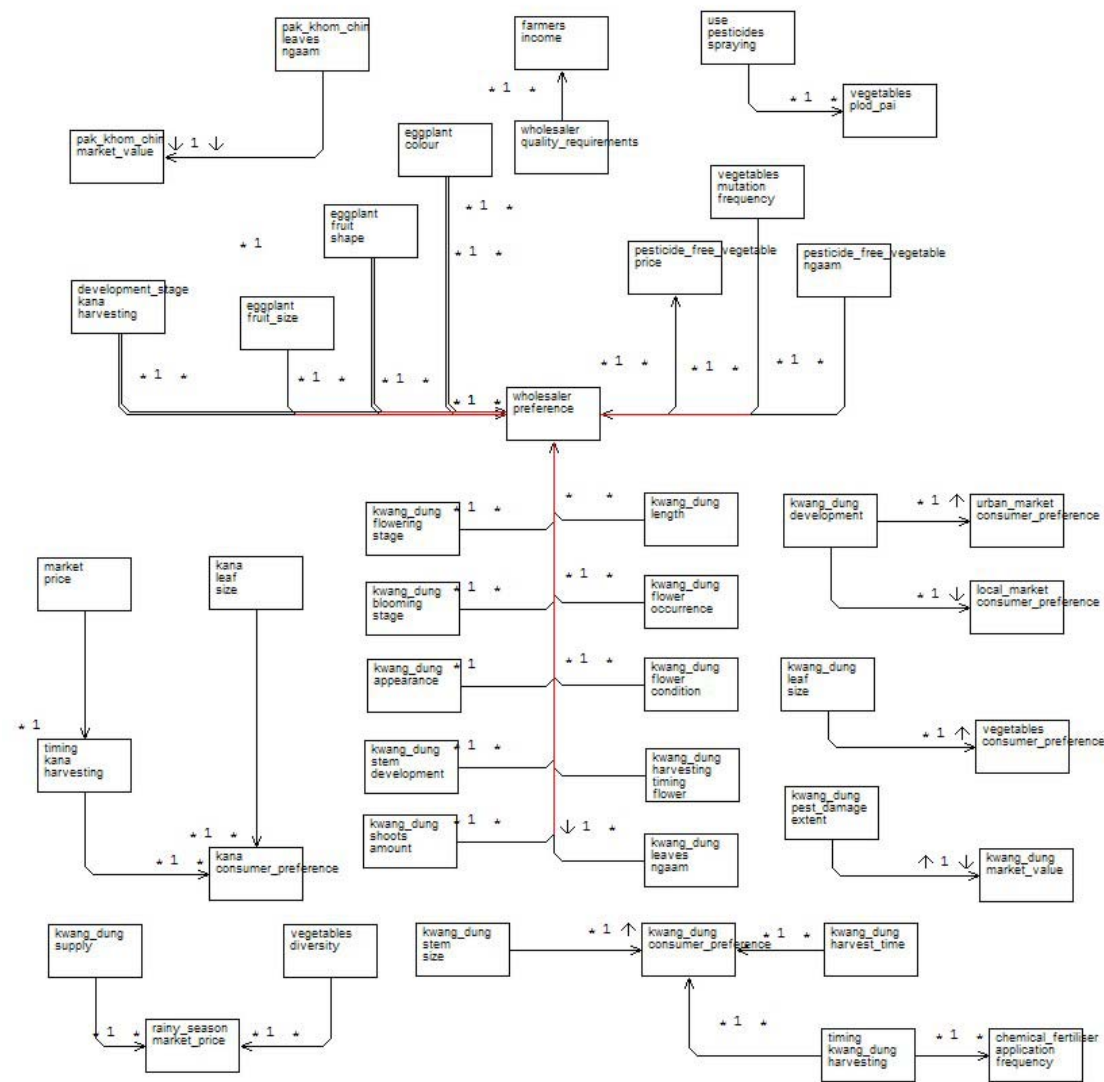 pak_khom_chin
leaves
ngaam
farmers
income
use
pesticides
spraying
* 1 *
* 1 *
vegetables
plod_pai
pak_khom_chin
market_value
↓ 1 ↓
eggplant
colour
wholesaler
quality_requirements
vegetables
mutation
frequency
eggplant
fruit
shape
* 1 *
* 1
* 1 *
pesticide_free_vegetable
price
pesticide_free_vegetable
ngaam
development_stage
kana
harvesting
eggplant
fruit_size
* 1 *
* 1 *
* 1 *
* 1 *
* 1 *
* 1 *
wholesaler
preference
* 1 *
kwang_dung
flowering
stage
* 1 *
* *
kwang_dung
length
kwang_dung
development
* 1 ↑
urban_market
consumer_preference
market
price
kana
leaf
size
kwang_dung
blooming
stage
* 1 *
* 1 *
kwang_dung
flower
occurrence
* 1 ↓
local_market
consumer_preference
kwang_dung
appearance
* 1
* 1 *
kwang_dung
flower
condition
kwang_dung
leaf
size
* 1
timing
kana
harvesting
kwang_dung
stem
development
* 1 *
kwang_dung
harvesting
timing
flower
* 1 ↑
vegetables
consumer_preference
kwang_dung
shoots
amount
* 1 *
↓ 1 *
kwang_dung
leaves
ngaam
kwang_dung
pest_damage
extent
* 1 *
* 1 *
kana
consumer_preference
↑ 1 ↓
kwang_dung
market_value
kwang_dung
supply
vegetables
diversity
kwang_dung
stem
size
* 1 ↑
kwang_dung
consumer_preference
* 1 *
kwang_dung
harvest_time
* 1 *
rainy_season
market_price
* 1 *
* 1 *
timing
kwang_dung
harvesting
* 1 *
chemical_fertiliser
application
frequency